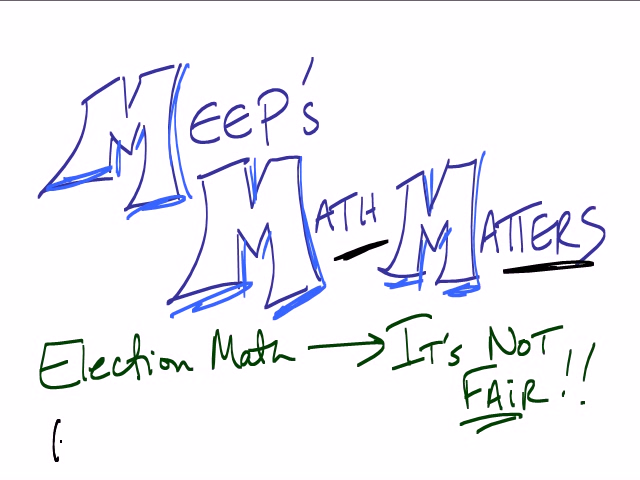 MEEP'S
MATH MATTERS
Election Math → IT'S NOT
FAIR!!
(